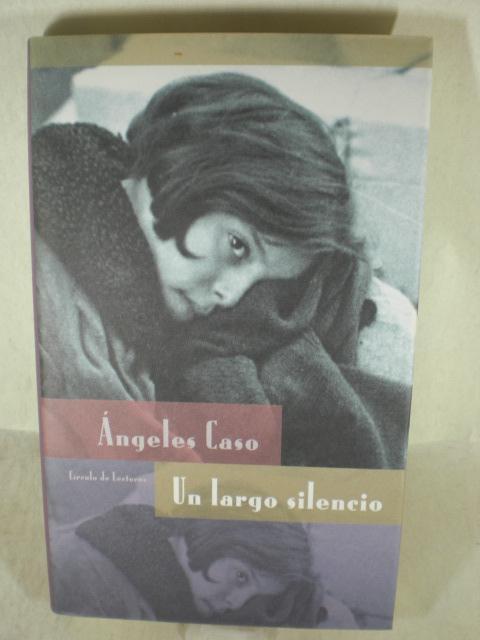 Ángeles Caso
Círculo de Lectores
Un largo silencio